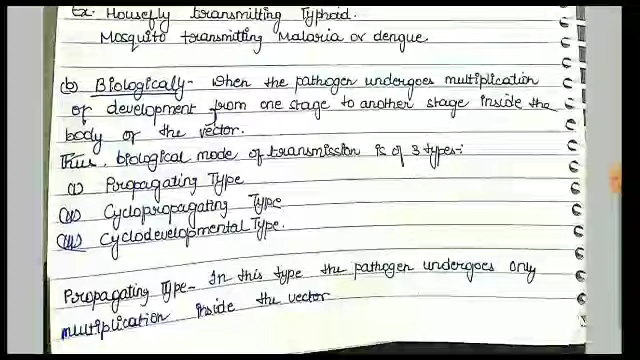 Ex: Housefly transmitting Typhoid.
Mosquito transmitting Malaria or dengue
(b) Biologicaly - When the pathogen undergoes multiplication
or development from one stage to another stage inside the
body of the vector.
Thus, biological mode of transmission is of 3 types:-
(i) Propagating Type
(ii) Cyclopropagating Type
(iii) Cyclodevelopmental Type.
Propagating Type - In this type the pathogen undergoes only
multiplication inside the vector